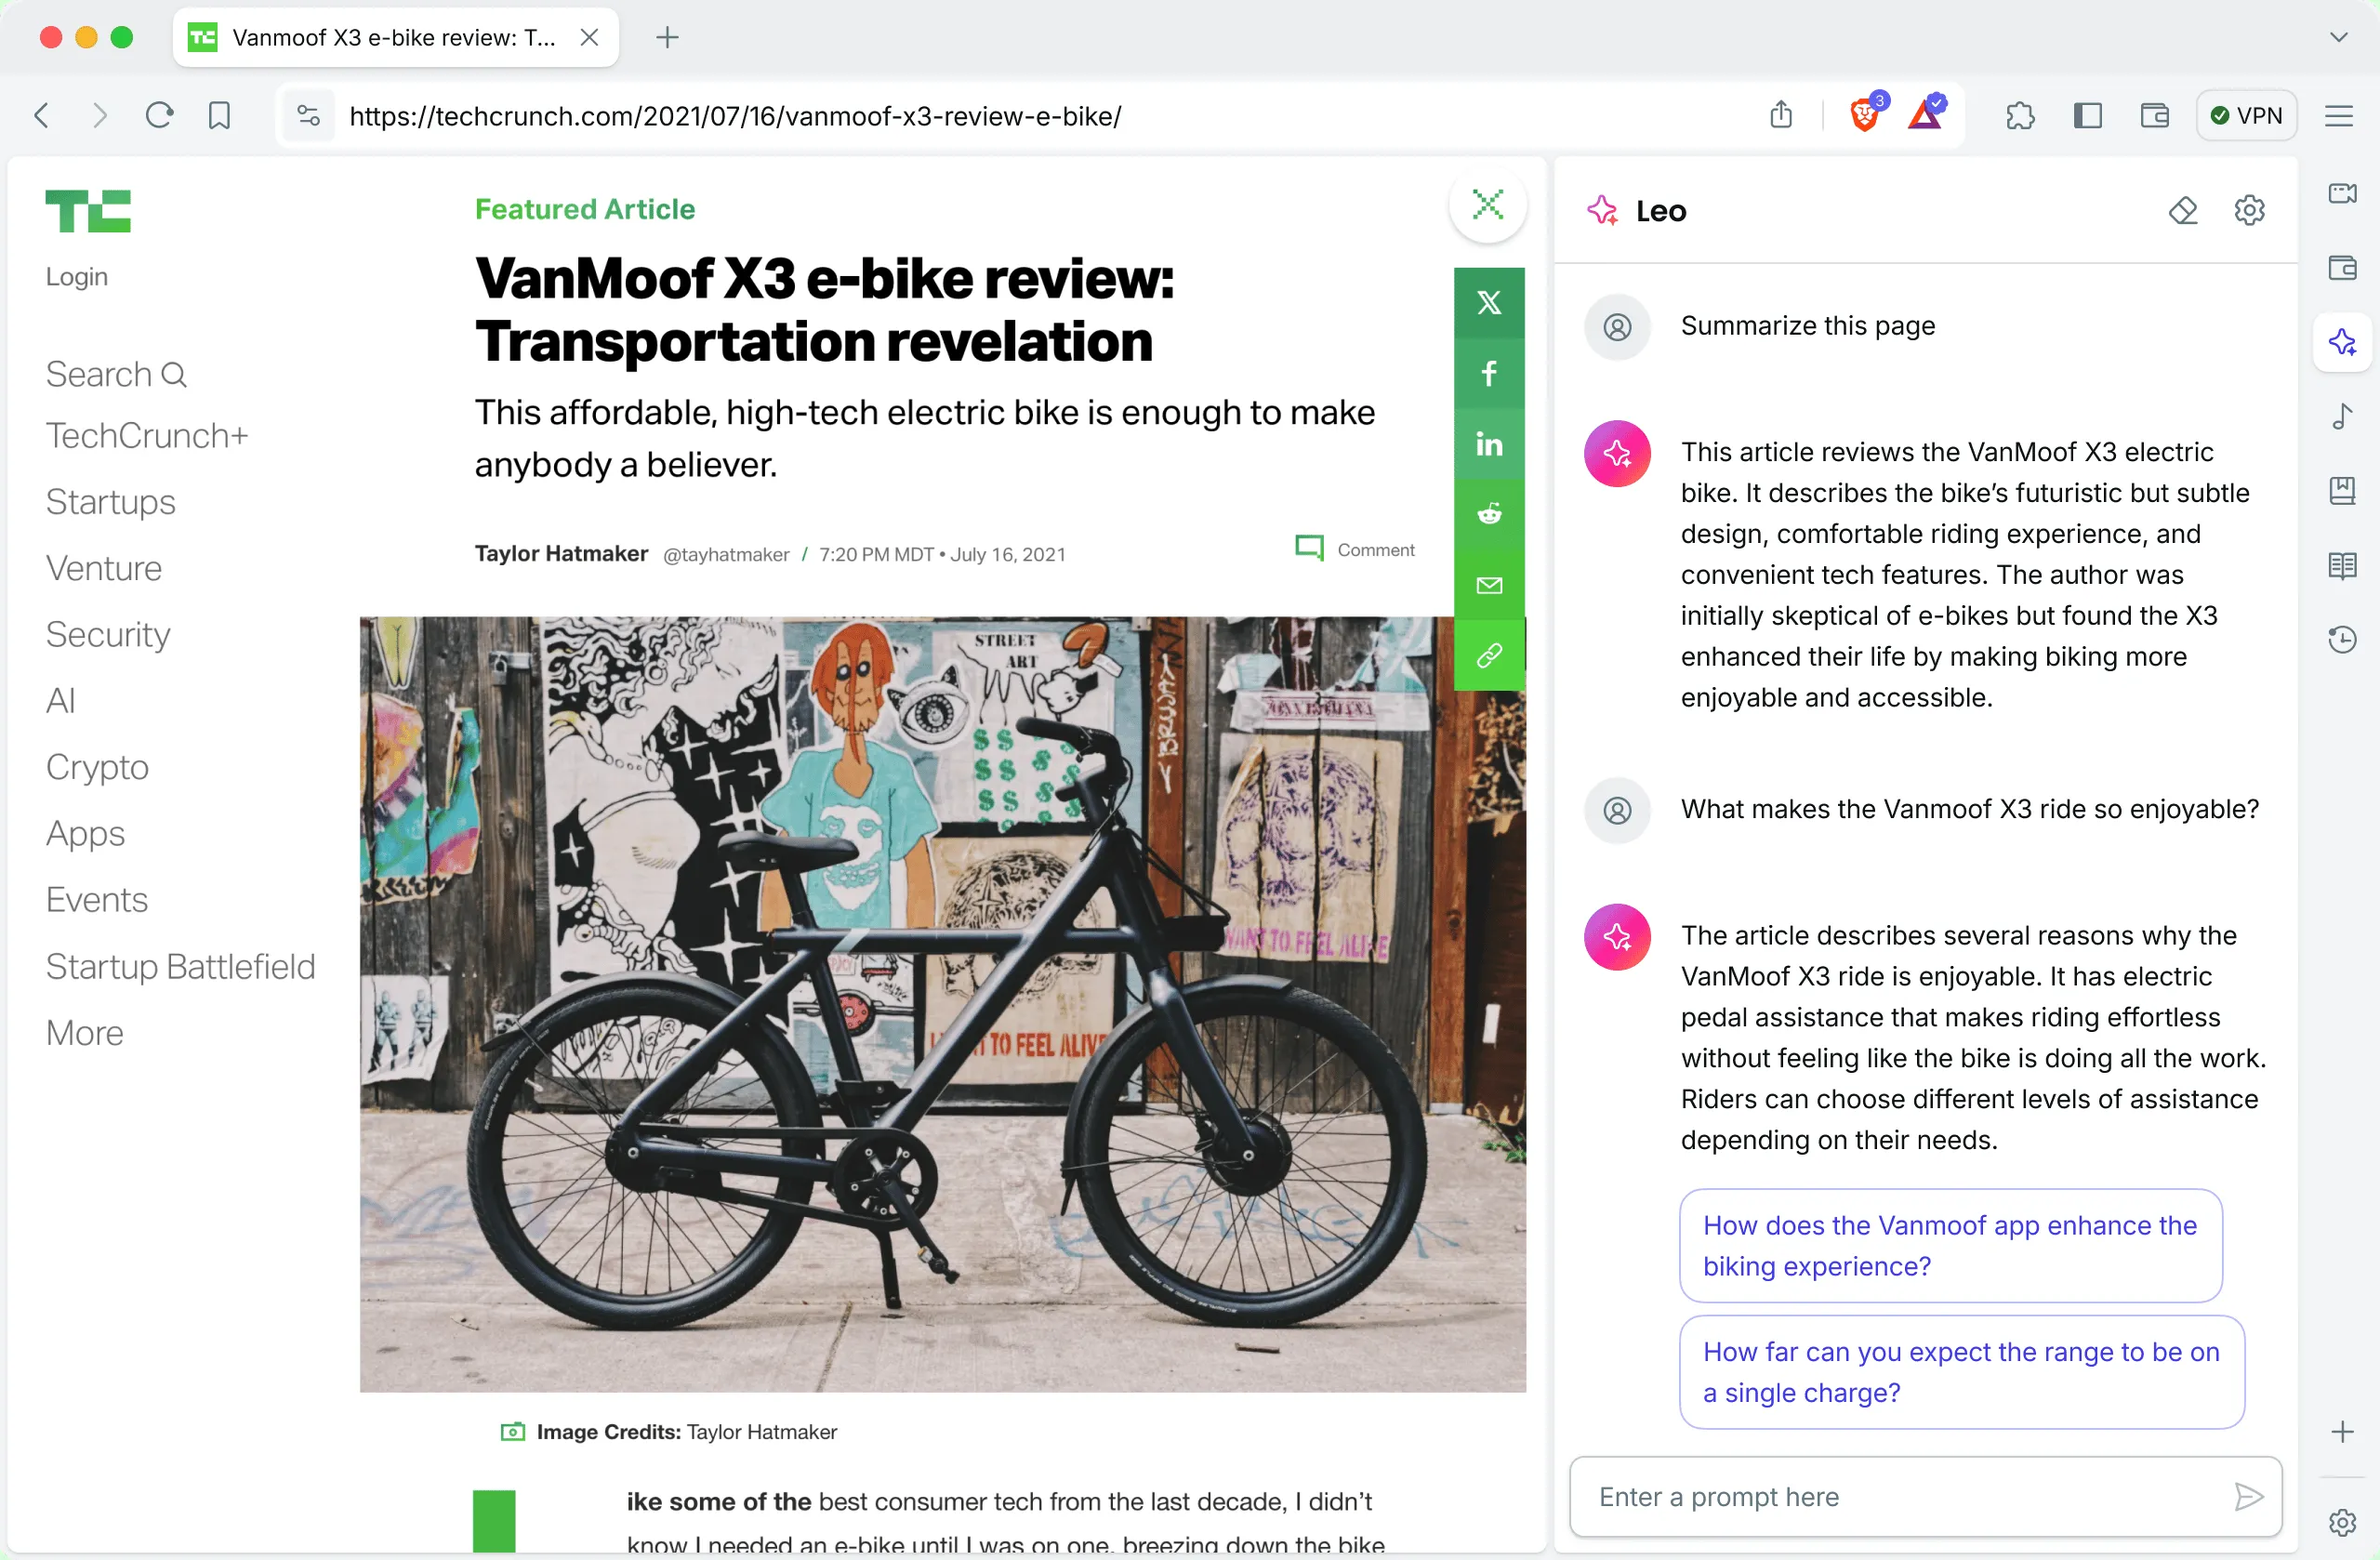 Vanmoof X3 e-bike review: T...
https://techcrunch.com/2021/07/16/vanmoof-x3-review-e-bike/
3
VPN
TC
Login
Search
TechCrunch+
Startups
Venture
Security
AI
Crypto
Apps
Events
Startup Battlefield
More
Featured Article
VanMoof X3 e-bike review:
Transportation revelation
This affordable, high-tech electric bike is enough to make
anybody a believer.
Taylor Hatmaker @tayhatmaker / 7:20 PM MDT • July 16, 2021
Comment
STREET
ART
WANT TO FEEL ALIVE
TO FEEL ALIVE
Image Credits: Taylor Hatmaker
ike some of the best consumer tech from the last decade, I didn’t
know I needed an e-bike until I was on one, breezing down the bike
Leo
Summarize this page
This article reviews the VanMoof X3 electric
bike. It describes the bike’s futuristic but subtle
design, comfortable riding experience, and
convenient tech features. The author was
initially skeptical of e-bikes but found the X3
enhanced their life by making biking more
enjoyable and accessible.
What makes the Vanmoof X3 ride so enjoyable?
The article describes several reasons why the
VanMoof X3 ride is enjoyable. It has electric
pedal assistance that makes riding effortless
without feeling like the bike is doing all the work.
Riders can choose different levels of assistance
depending on their needs.
How does the Vanmoof app enhance the
biking experience?
How far can you expect the range to be on
a single charge?
Enter a prompt here